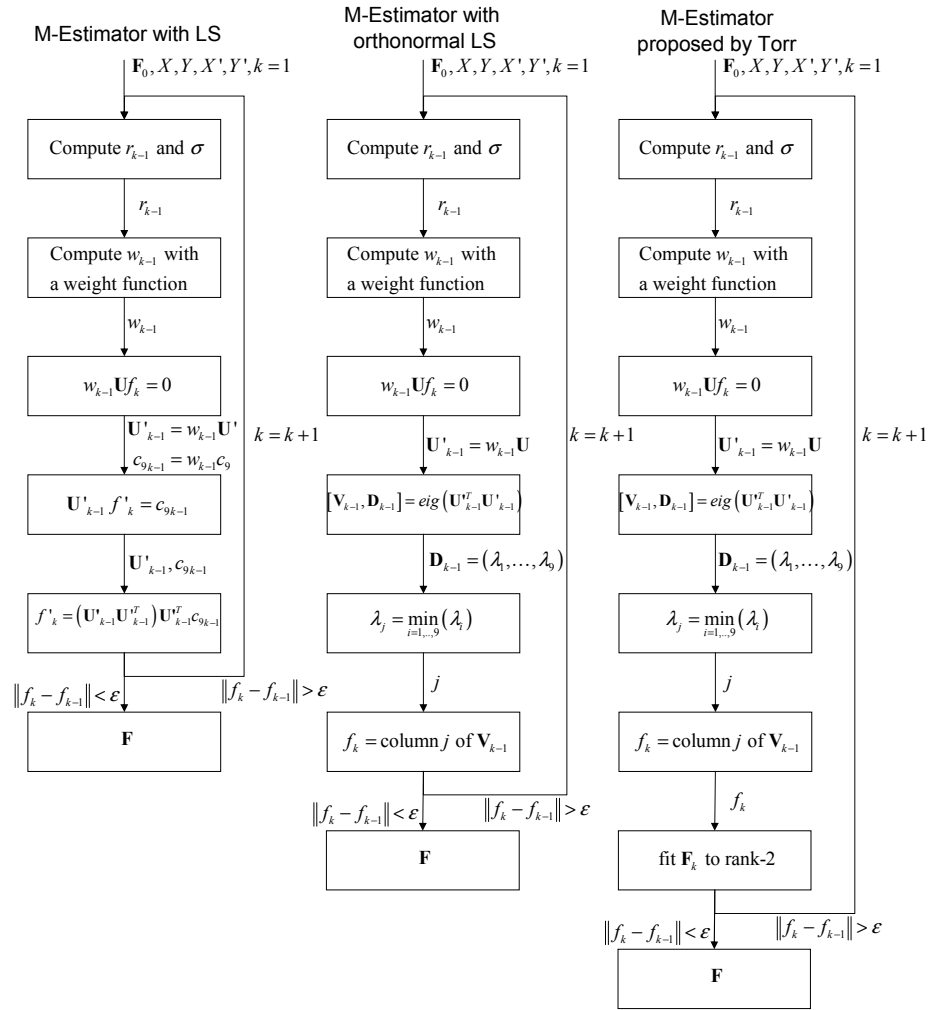 M-Estimator with LS
𝐅₀, X, Y, X', Y', k = 1
Compute r_{k−1} and σ
r_{k−1}
Compute w_{k−1} with
a weight function
w_{k−1}
w_{k−1}𝐔f_k = 0
𝐔'_{k−1} = w_{k−1}𝐔'
c_{9k−1} = w_{k−1}c_9
k = k+1
𝐔'_{k−1} f'_k = c_{9k−1}
𝐔'_{k−1}, c_{9k−1}
f'_k = (𝐔'_{k−1}𝐔'^T_{k−1})𝐔'^T_{k−1}c_{9k−1}
‖f_k − f_{k−1}‖ < ε
‖f_k − f_{k−1}‖ > ε
𝐅
M-Estimator with
orthonormal LS
𝐅₀, X, Y, X', Y', k = 1
Compute r_{k−1} and σ
r_{k−1}
Compute w_{k−1} with
a weight function
w_{k−1}
w_{k−1}𝐔f_k = 0
𝐔'_{k−1} = w_{k−1}𝐔
k = k+1
[𝐕_{k−1}, 𝐃_{k−1}] = eig(𝐔'^T_{k−1}𝐔'_{k−1})
𝐃_{k−1} = (λ_1,…,λ_9)
λ_j = min_{i=1,..,9}(λ_i)
j
f_k = column j of 𝐕_{k−1}
‖f_k − f_{k−1}‖ < ε
‖f_k − f_{k−1}‖ > ε
𝐅
M-Estimator
proposed by Torr
𝐅₀, X, Y, X', Y', k = 1
Compute r_{k−1} and σ
r_{k−1}
Compute w_{k−1} with
a weight function
w_{k−1}
w_{k−1}𝐔f_k = 0
𝐔'_{k−1} = w_{k−1}𝐔
k = k+1
[𝐕_{k−1}, 𝐃_{k−1}] = eig(𝐔'^T_{k−1}𝐔'_{k−1})
𝐃_{k−1} = (λ_1,…,λ_9)
λ_j = min_{i=1,..,9}(λ_i)
j
f_k = column j of 𝐕_{k−1}
f_k
fit 𝐅_k to rank-2
‖f_k − f_{k−1}‖ < ε
‖f_k − f_{k−1}‖ > ε
𝐅